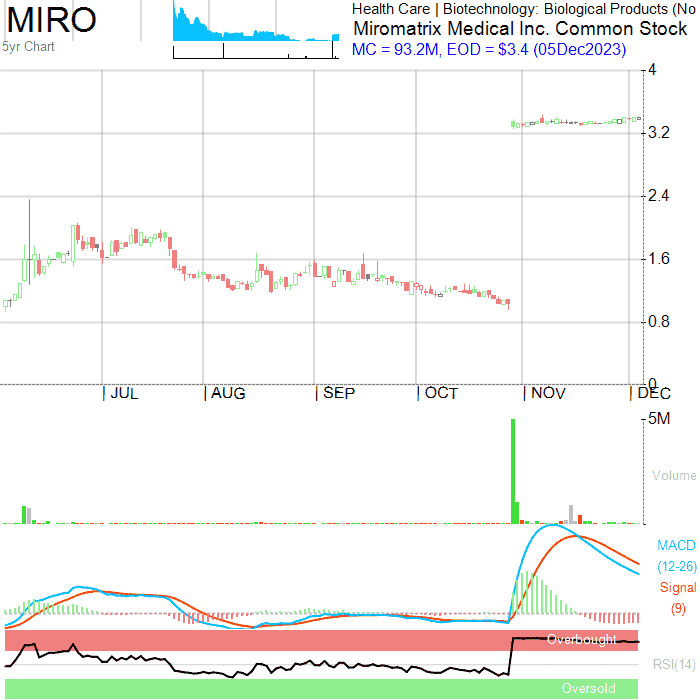 MIRO
5yr Chart
Health Care | Biotechnology: Biological Products (No
Miromatrix Medical Inc. Common Stock
MC = 93.2M, EOD = $3.4 (05Dec2023)
4
3.2
2.4
1.6
0.8
0
| JUL | AUG | SEP | OCT | NOV | DEC
5M
Volume
MACD
(12-26)
Signal
(9)
Overbought
RSI(14)
Oversold